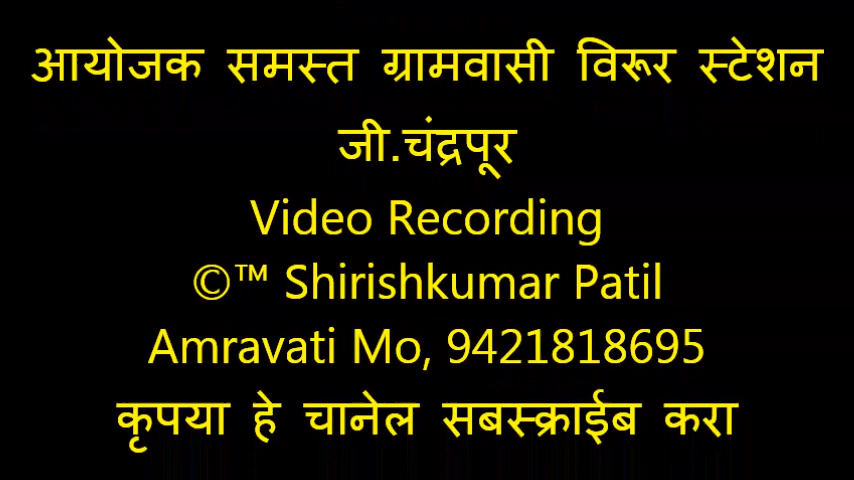 आयोजक समस्त ग्रामवासी विरूर स्टेशन
जी.चंद्रपूर
Video Recording
©™ Shirishkumar Patil
Amravati Mo, 9421818695
कृपया हे चानेल सबस्क्राईब करा